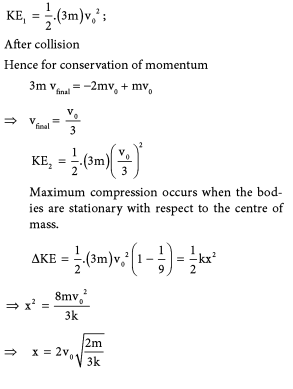 KE₁ = 1/2 .(3m)v₀² ;
After collision
Hence for conservation of momentum
3m v_final = −2mv₀ + mv₀
⇒ v_final = v₀/3
KE₂ = 1/2 .(3m)(v₀/3)²
Maximum compression occurs when the bod-
ies are stationary with respect to the centre of
mass.
ΔKE = 1/2 .(3m)v₀²(1 − 1/9) = 1/2 kx²
⇒ x² = 8mv₀²/3k
⇒ x = 2v₀√(2m/3k)